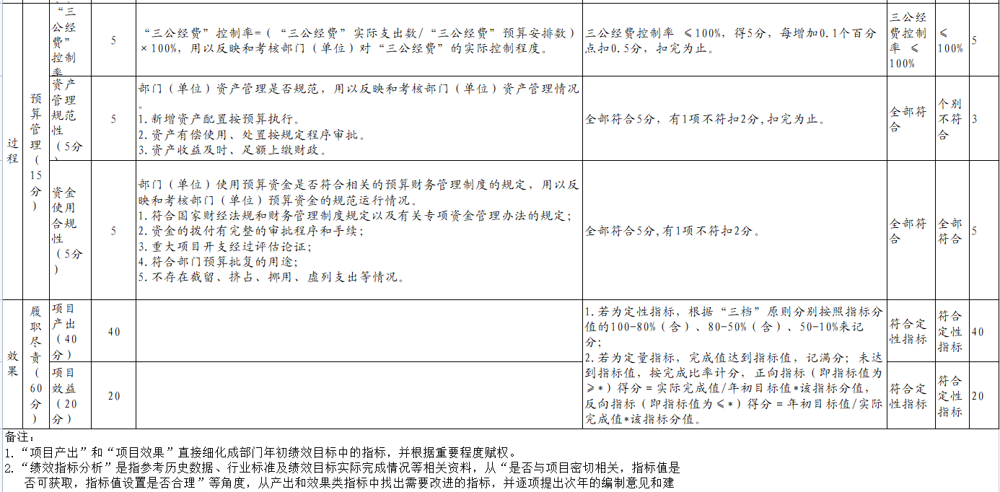 过
程
预
算
管
理
(
15
分
)
“三
公经
费”
控制
率
5
“三公经费”控制率=(“三公经费”实际支出数/“三公经费”预算安排数)
×100%，用以反映和考核部门（单位）对“三公经费”的实际控制程度。
三公经费控制率 ≤100%，得5分，每增加0.1个百分
点扣0.5分，扣完为止。
三公经
费控制
率 ≤
100%
≤
100%
5
资产
管理
规范
性
（5分
）
5
部门（单位）资产管理是否规范，用以反映和考核部门（单位）资产管理情况
。
1.新增资产配置按预算执行。
2.资产有偿使用、处置按规定程序审批。
3.资产收益及时、足额上缴财政。
全部符合5分，有1项不符扣2分,扣完为止。
全部符
合
个别
不符
合
3
资金
使用
合规
性
（5分
）
5
部门（单位）使用预算资金是否符合相关的预算财务管理制度的规定，用以反
映和考核部门（单位）预算资金的规范运行情况。
1.符合国家财经法规和财务管理制度规定以及有关专项资金管理办法的规定；
2.资金的拨付有完整的审批程序和手续；
3.重大项目开支经过评估论证；
4.符合部门预算批复的用途；
5.不存在截留、挤占、挪用、虚列支出等情况。
全部符合5分,有1项不符扣2分。
全部符
合
全部
符合
5
效
果
履
职
尽
责
(
60
分
)
项目
产出
（40
分）
40
1.若为定性指标，根据“三档”原则分别按照指标分
值的100-80%（含）、80-50%（含）、50-10%来记
分；
2.若为定量指标，完成值达到指标值，记满分；未达
到指标值，按完成比率计分，正向指标（即指标值为
≥*）得分＝实际完成值/年初目标值*该指标分值，
反向指标（即指标值为≤*）得分＝年初目标值/实际
完成值*该指标分值。
符合定
性指标
符合
定性
指标
40
项目
效益
（20
分）
20
符合定
性指标
符合
定性
指标
20
备注：
1.“项目产出”和“项目效果”直接细化成部门年初绩效目标中的指标，并根据重要程度赋权。
2.“绩效指标分析”是指参考历史数据、行业标准及绩效目标实际完成情况等相关资料，从“是否与项目密切相关，指标值是
否可获取，指标值设置是否合理”等角度，从产出和效果类指标中找出需要改进的指标，并逐项提出次年的编制意见和建